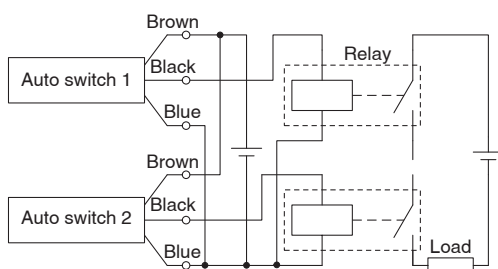 Brown
Relay
Auto switch 1
Black
Blue
Brown
Auto switch 2
Black
Blue
Load